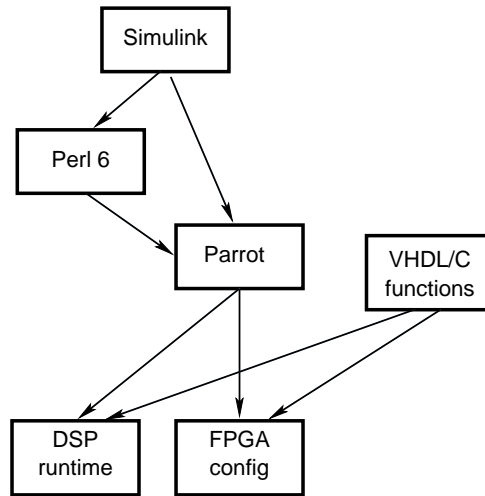 Simulink
Perl 6
Parrot
VHDL/C
functions
DSP
runtime
FPGA
config